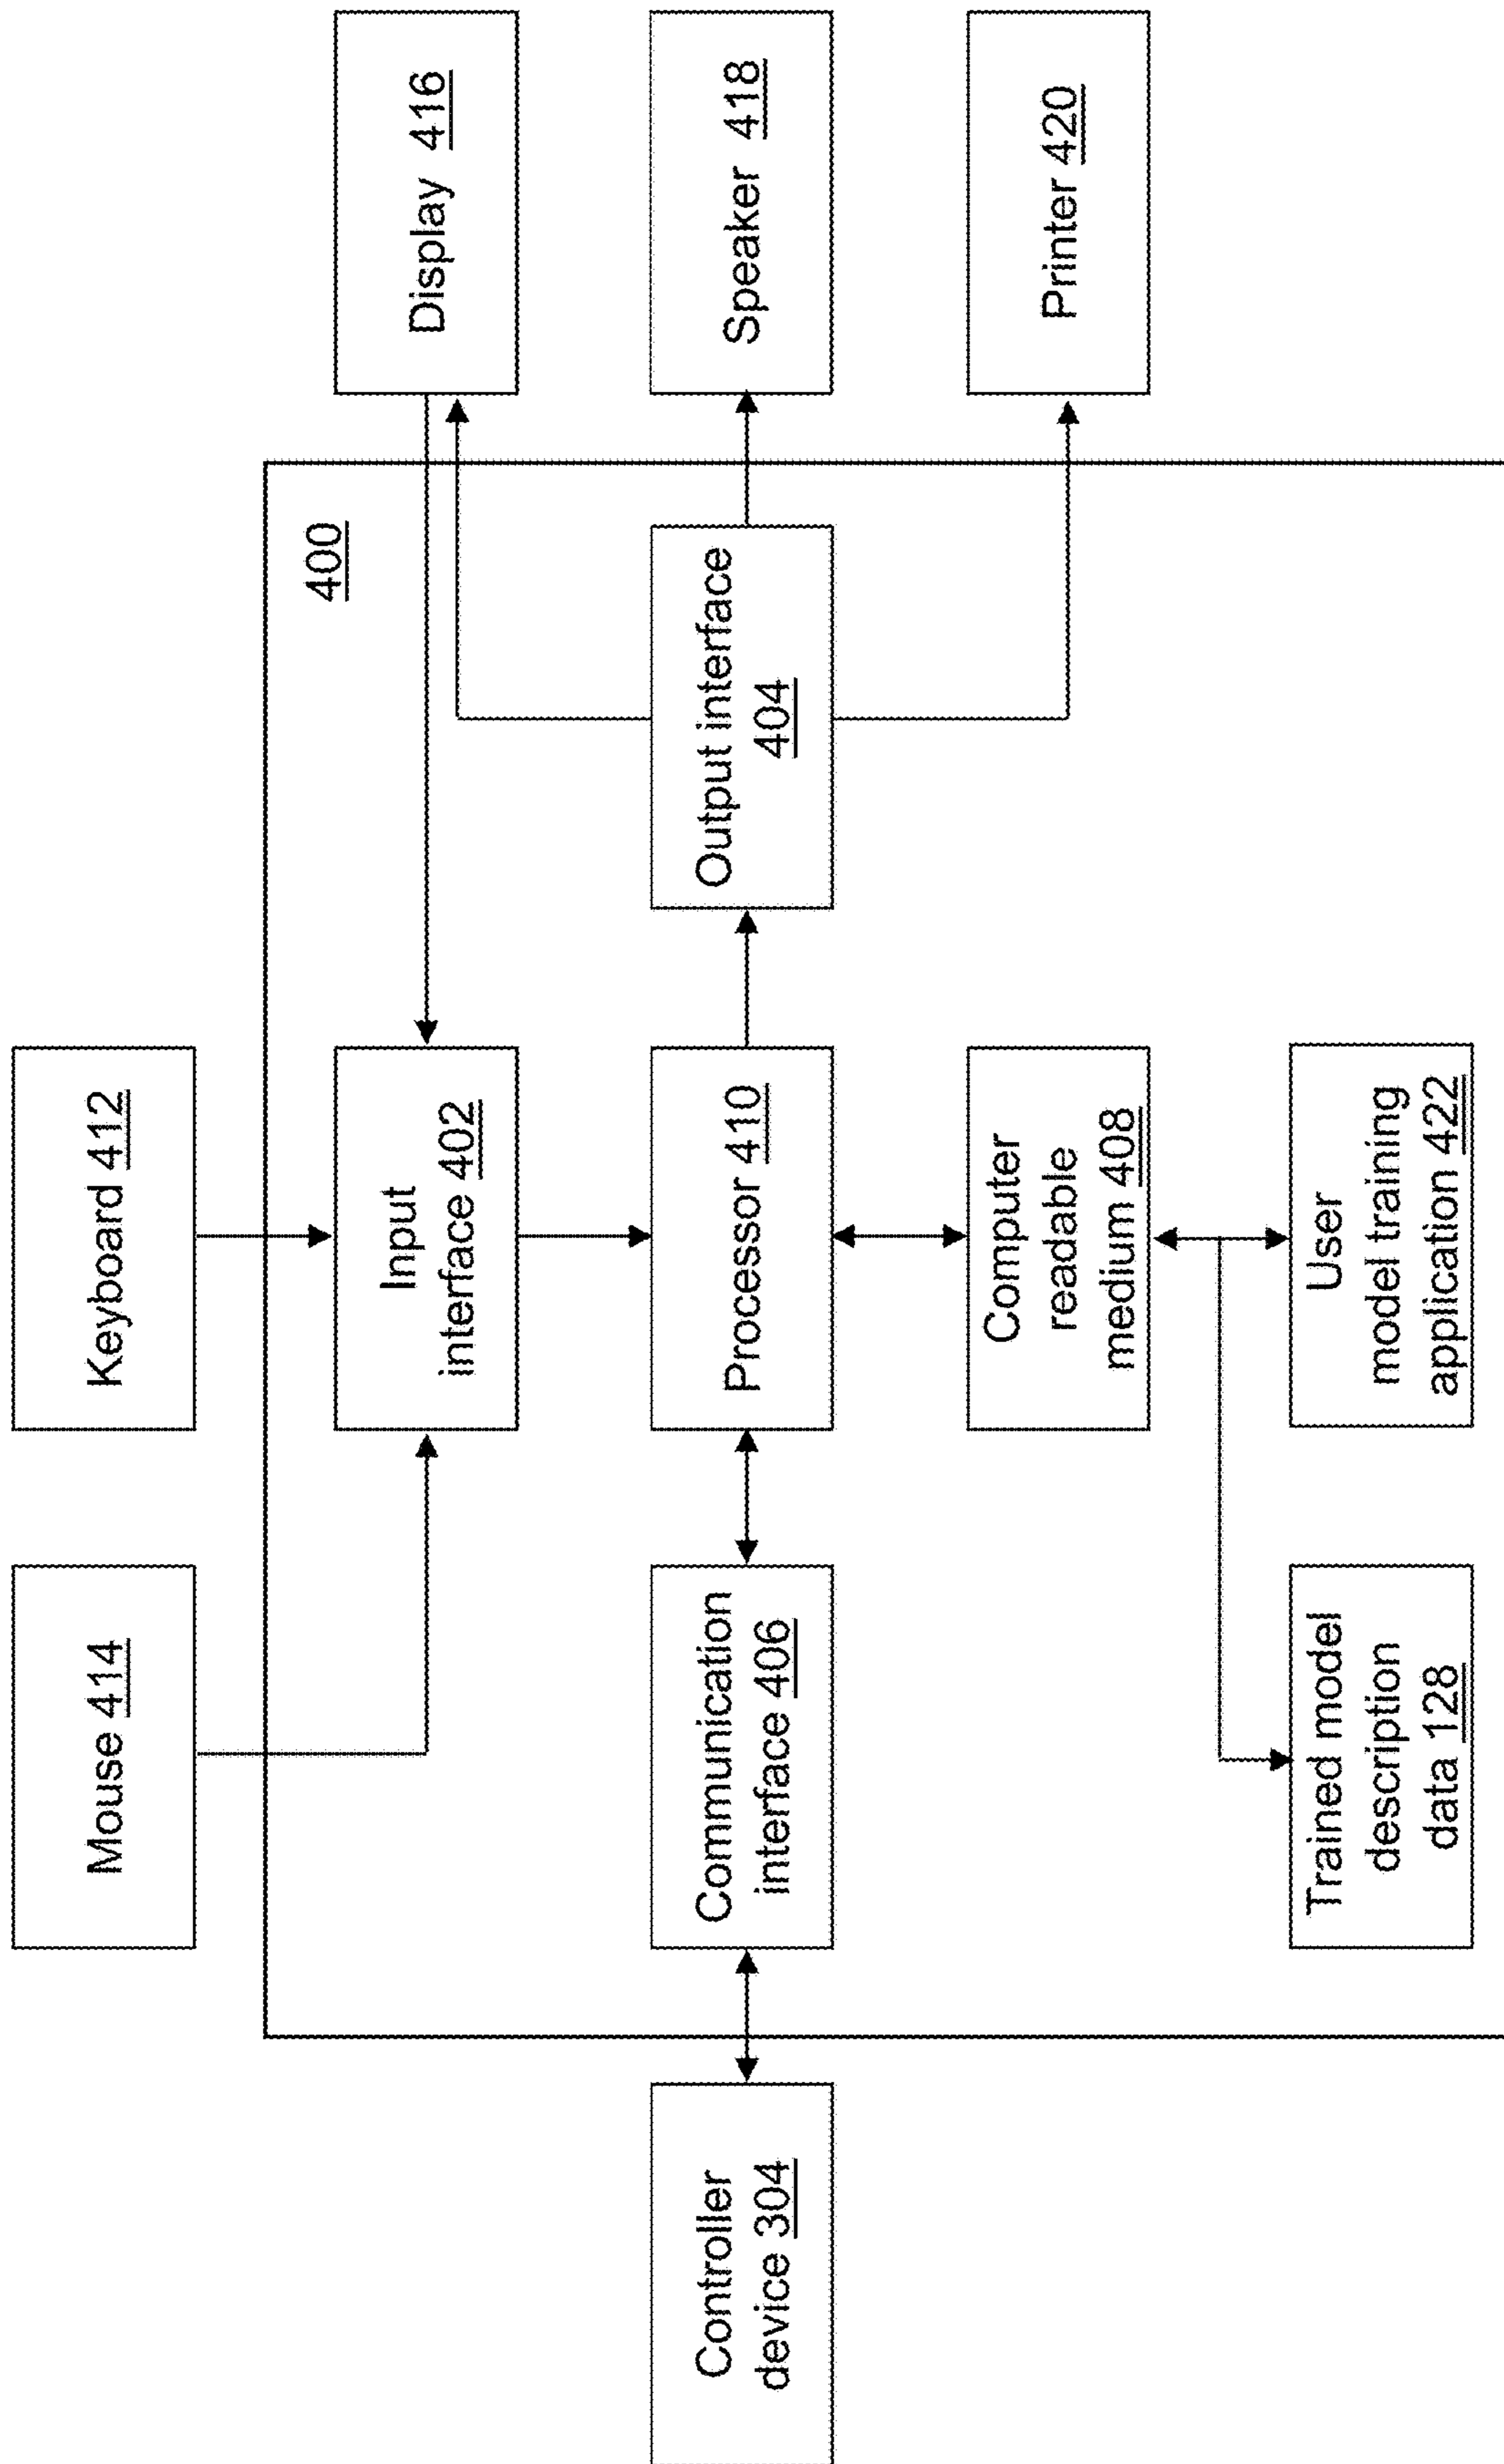 Mouse 414
Keyboard 412
400
Input
interface 402
Display 416
Controller
device 304
Communication
interface 406
Processor 410
Output interface
404
Speaker 418
Computer
readable
medium 408
Printer 420
Trained model
description
data 128
User
model training
application 422